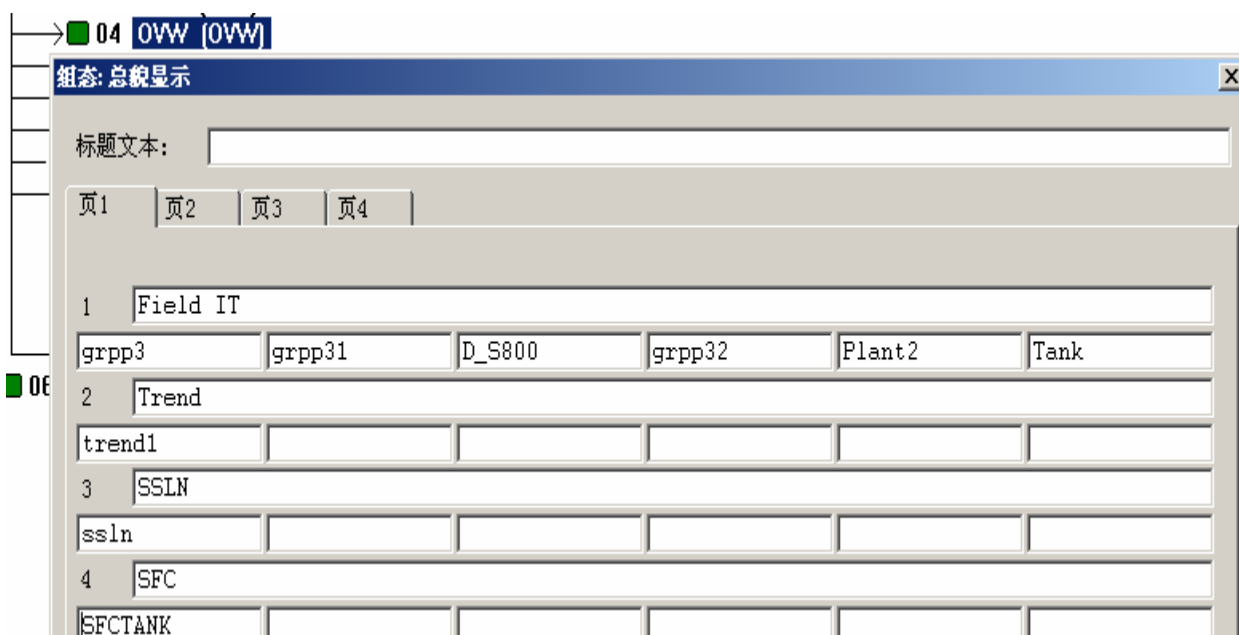 04 OVW (OVW)
组态: 总貌显示
标题文本:
页1 页2 页3 页4
1 Field IT
grpp3 grpp31 D_S800 grpp32 Plant2 Tank
06
2 Trend
trend1
3 SSLN
ssln
4 SFC
SFCTANK